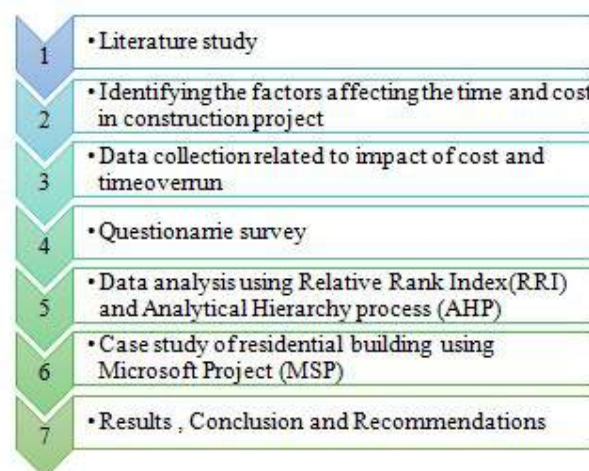 1
• Literature study
2
• Identifying the factors affecting the time and cost
in construction project
3
• Data collection related to impact of cost and
timeoverrun
4
• Questionarrie survey
5
• Data analysis using Relative Rank Index(RRI)
and Analytical Hierarchy process (AHP)
6
• Case study of residential building using
Microsoft Project (MSP)
7
• Results , Conclusion and Recommendations